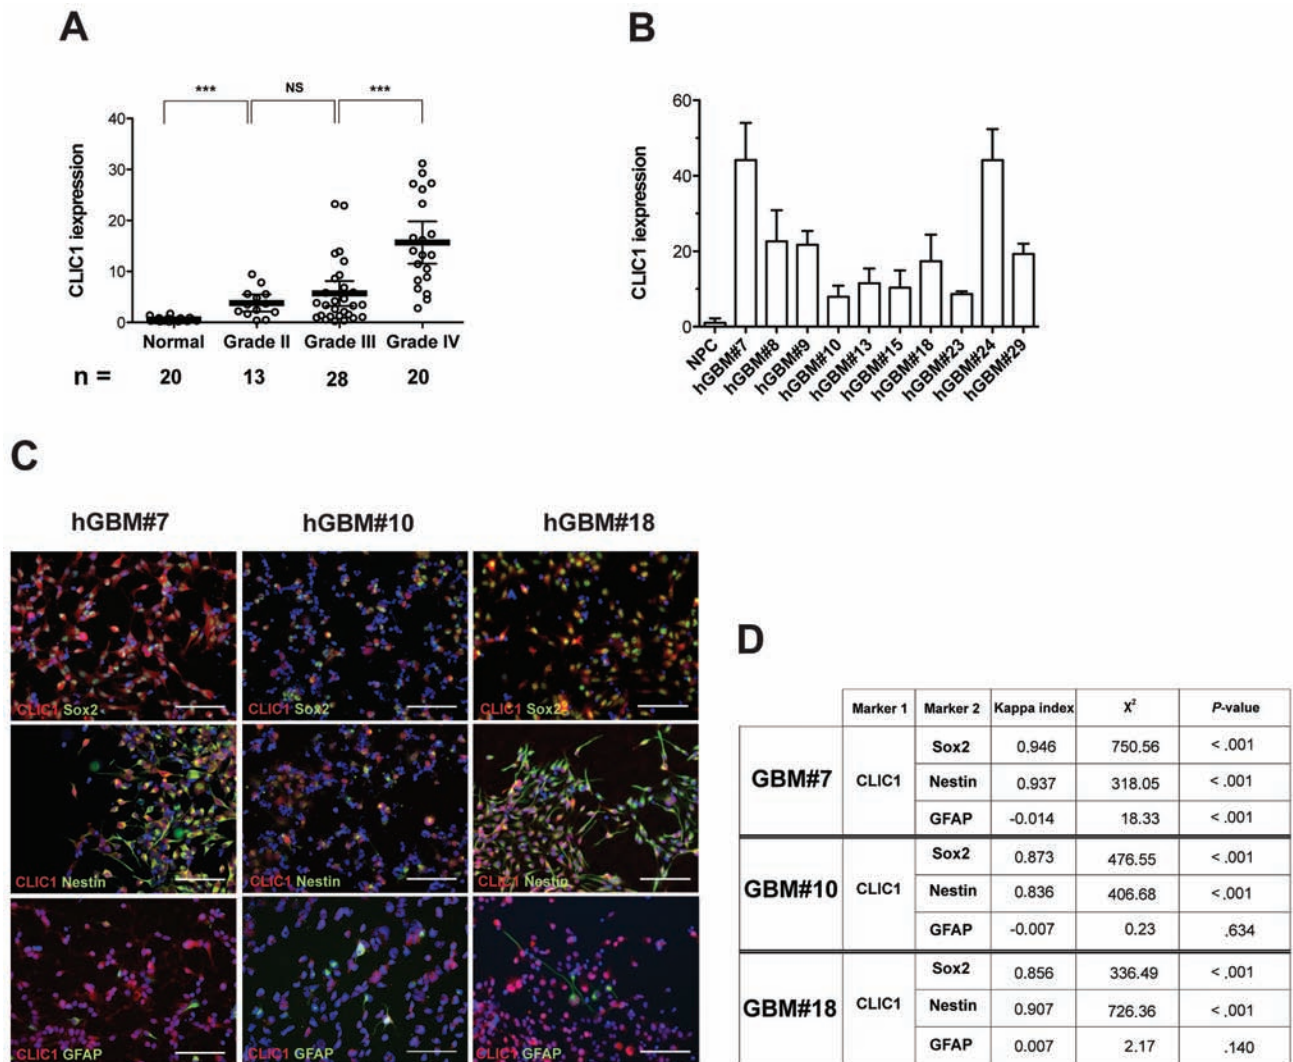 A
*** NS ***
CLIC1 iexpression
40
30
20
10
0
Normal Grade II Grade III Grade IV
n = 20 13 28 20
B
CLIC1 iexpression
60
40
20
0
NPC hGBM#7 hGBM#8 hGBM#9 hGBM#10 hGBM#13 hGBM#15 hGBM#18 hGBM#23 hGBM#24 hGBM#29
C
hGBM#7 hGBM#10 hGBM#18
CLIC1 Sox2 CLIC1 Sox2 CLIC1 Sox2
CLIC1 Nestin CLIC1 Nestin CLIC1 Nestin
CLIC1 GFAP CLIC1 GFAP CLIC1 GFAP
D
Marker 1 Marker 2 Kappa index X² P-value
GBM#7 CLIC1 Sox2 0.946 750.56 < .001
Nestin 0.937 318.05 < .001
GFAP -0.014 18.33 < .001
GBM#10 CLIC1 Sox2 0.873 476.55 < .001
Nestin 0.836 406.68 < .001
GFAP -0.007 0.23 .634
GBM#18 CLIC1 Sox2 0.856 336.49 < .001
Nestin 0.907 726.36 < .001
GFAP 0.007 2.17 .140